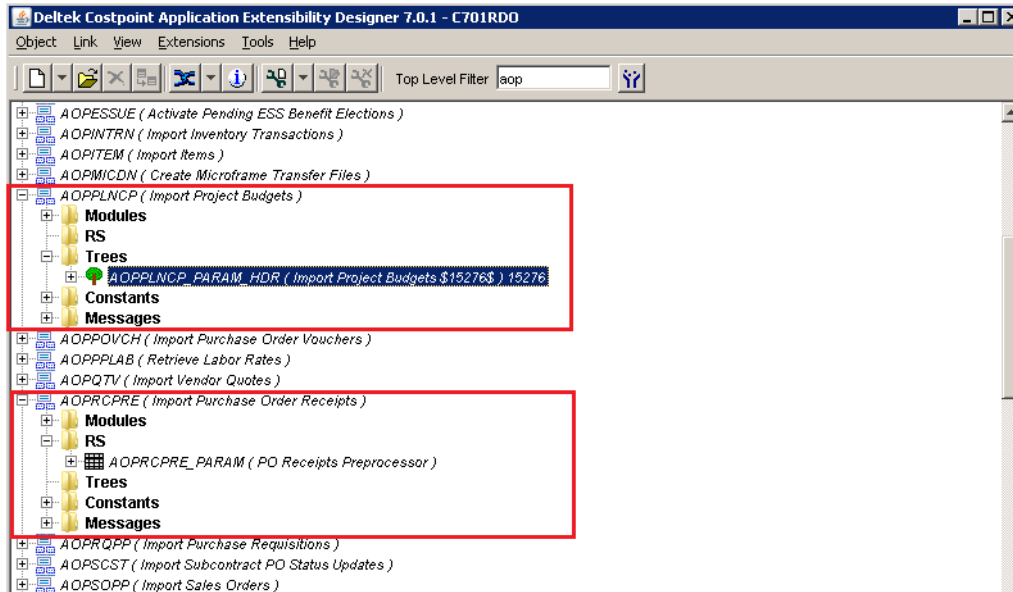 Deltek Costpoint Application Extensibility Designer 7.0.1 - C701RDO
Object Link View Extensions Tools Help
Top Level Filter aop
AOPESSUE ( Activate Pending ESS Benefit Elections )
AOPINTRN ( Import Inventory Transactions )
AOPITEM ( Import Items )
AOPMICDN ( Create Microframe Transfer Files )
AOPPLNCP ( Import Project Budgets )
Modules
RS
Trees
AOPPLNCP_PARAM_HDR ( Import Project Budgets $15276$ ) 15276
Constants
Messages
AOPPOVCH ( Import Purchase Order Vouchers )
AOPPPLAB ( Retrieve Labor Rates )
AOPQTV ( Import Vendor Quotes )
AOPRCPRE ( Import Purchase Order Receipts )
Modules
RS
AOPRCPRE_PARAM ( PO Receipts Preprocessor )
Trees
Constants
Messages
AOPRQPP ( Import Purchase Requisitions )
AOPSCST ( Import Subcontract PO Status Updates )
AOPSOPP ( Import Sales Orders )